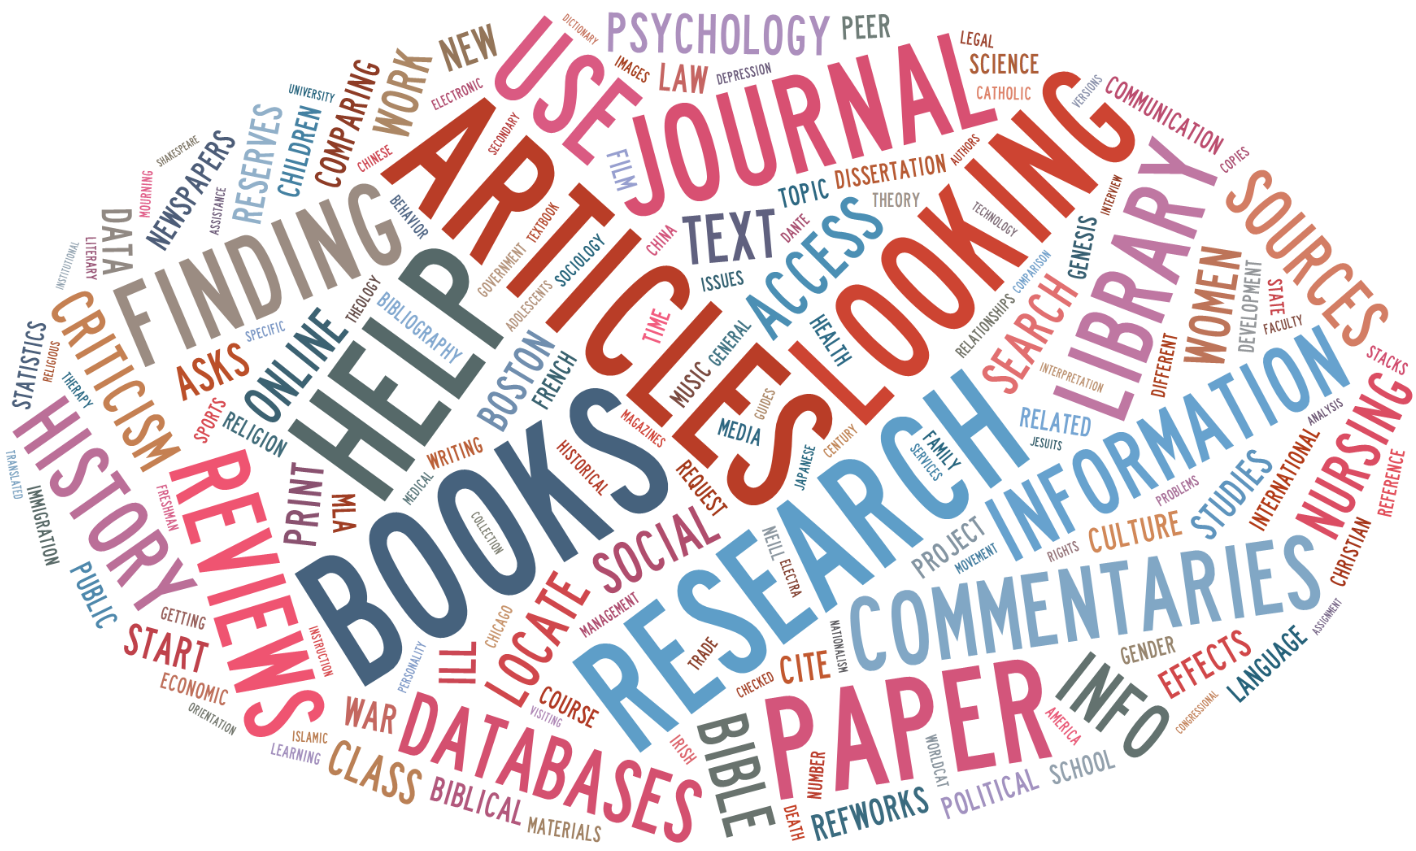 DICTIONARY
PSYCHOLOGY
PEER
NEW
USE
IMAGES
LAW
DEPRESSION
LEGAL
SCIENCE
CATHOLIC
WORK
ELECTRONIC
JOURNAL
VERSIONS
COMMUNICATION
UNIVERSITY
COMPARING
CHILDREN
RESERVES
ARTICLES
SECONDARY
FILM
LOOKING
AUTHORS
DISSERTATION
TOPIC
THEORY
COPIES
SHAKESPEARE
NEWSPAPERS
CHINESE
MOURNING
ASSISTANCE
BEHAVIOR
TEXTBOOK
GOVERNMENT
SOCIOLOGY
ADOLESCENTS
CHINA
TEXT
DANTE
ISSUES
ACCESS
TECHNOLOGY
INTERVIEW
GENESIS
LIBRARY
SOURCES
DATA
LITERARY
INSTITUTIONAL
FINDING
THEOLOGY
BIBLIOGRAPHY
HELP
TIME
GENERAL
MUSIC
HEALTH
COMPARISON
RELATIONSHIPS
SEARCH
WOMEN
DEVELOPMENT
STATE
FACULTY
CRITICISM
SPECIFIC
ONLINE
ASKS
STATISTICS
RELIGIOUS
THERAPY
BOSTON
FRENCH
GUIDES
MEDIA
MAGAZINES
CENTURY
JAPANESE
INTERPRETATION
DIFFERENT
RELATED
JESUITS
INFORMATION
STACKS
SPORTS
RELIGION
HISTORY
REVIEWS
PRINT
MLA
MEDICAL
WRITING
HISTORICAL
BOOKS
COLLECTION
REQUEST
RESEARCH
FAMILY
SERVICES
ANALYSIS
INTERNATIONAL
NURSING
REFERENCE
TRANSLATED
IMMIGRATION
FRESHMAN
PROBLEMS
STUDIES
CULTURE
RIGHTS
PROJECT
MOVEMENT
NEILL
ELECTRA
SOCIAL
CHRISTIAN
PUBLIC
GETTING
START
ECONOMIC
ORIENTATION
INSTRUCTION
PERSONALITY
ILL
CHICAGO
LOCATE
MANAGEMENT
TRADE
CHECKED
CITE
NATIONALISM
COMMENTARIES
GENDER
EFFECTS
LANGUAGE
ASSIGNMENT
CONGRESSIONAL
INFO
AMERICA
ISLAMIC
LEARNING
WAR
CLASS
DATABASES
COURSE
VISITING
IRISH
BIBLE
PAPER
NUMBER
DEATH
WORLDCAT
SCHOOL
POLITICAL
REFWORKS
BIBLICAL
MATERIALS